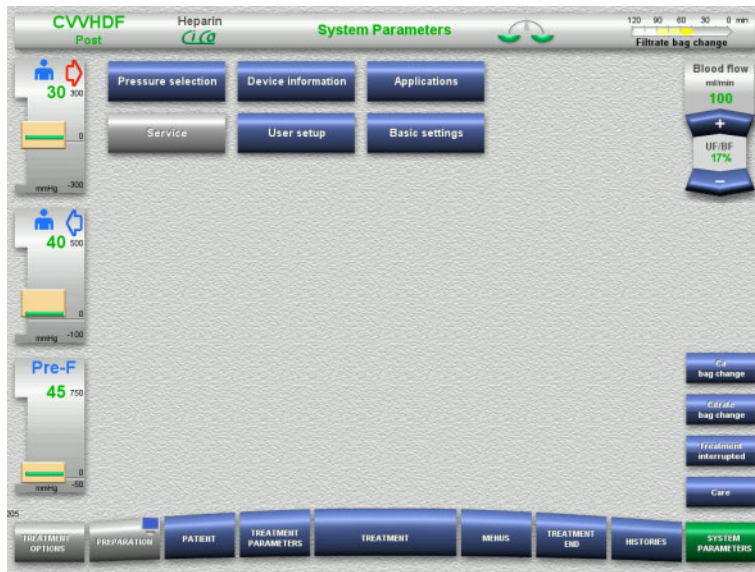 CVVHDF
Post
Heparin
CiCa
System Parameters
120 90 60 30 0 min
Filtrate bag change
30 300
0
mmHg -300
40 500
0
mmHg -100
Pre-F
45 750
0
mmHg -50
Pressure selection
Device information
Applications
Service
User setup
Basic settings
Blood flow
ml/min
100
+
UF/BF
17%
−
bag change
Citrate
bag change
Treatment
interrupted
Care
TREATMENT
OPTIONS
PREPARATION
PATIENT
TREATMENT
PARAMETERS
TREATMENT
MENUS
TREATMENT
END
HISTORIES
SYSTEM
PARAMETERS